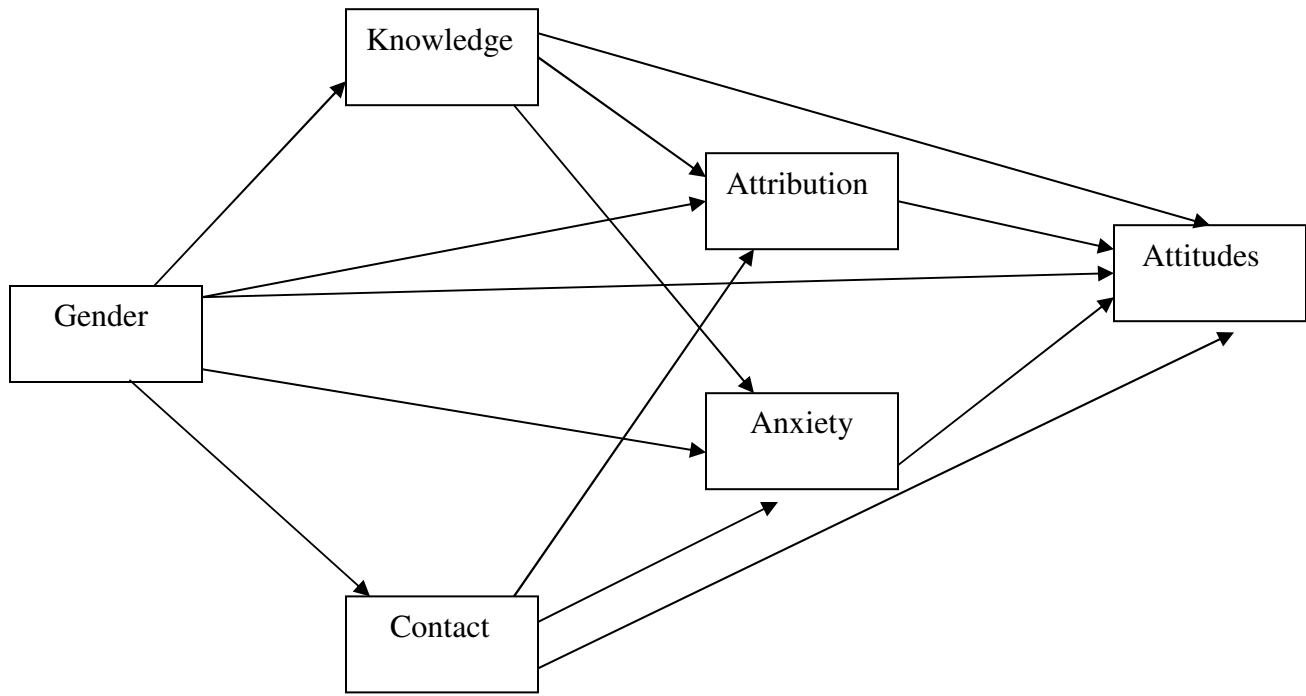 Knowledge
Attribution
Attitudes
Gender
Anxiety
Contact